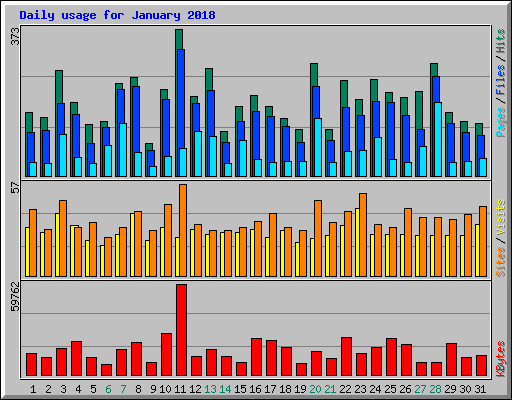 Daily usage for January 2018
373
Pages / Files / Hits
57
Sites / Visits
59762
KBytes
1 2 3 4 5 6 7 8 9 10 11 12 13 14 15 16 17 18 19 20 21 22 23 24 25 26 27 28 29 30 31